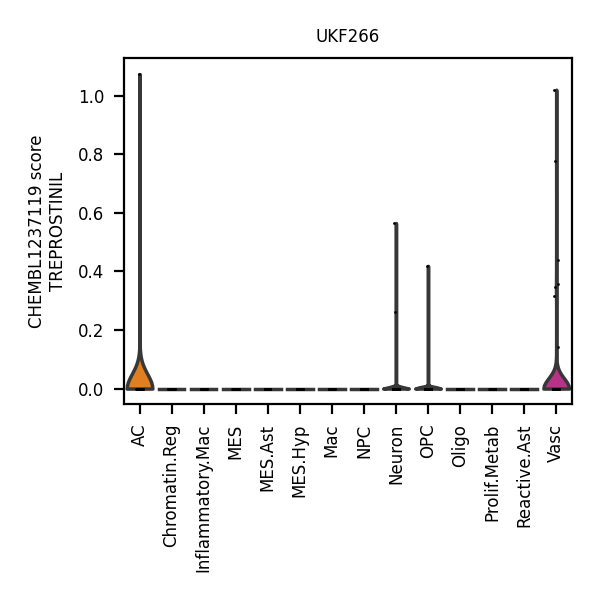 UKF266
CHEMBL1237119 score
TREPROSTINIL
1.0
0.8
0.6
0.4
0.2
0.0
AC
Chromatin.Reg
Inflammatory.Mac
MES
MES.Ast
MES.Hyp
Mac
NPC
Neuron
OPC
Oligo
Prolif.Metab
Reactive.Ast
Vasc